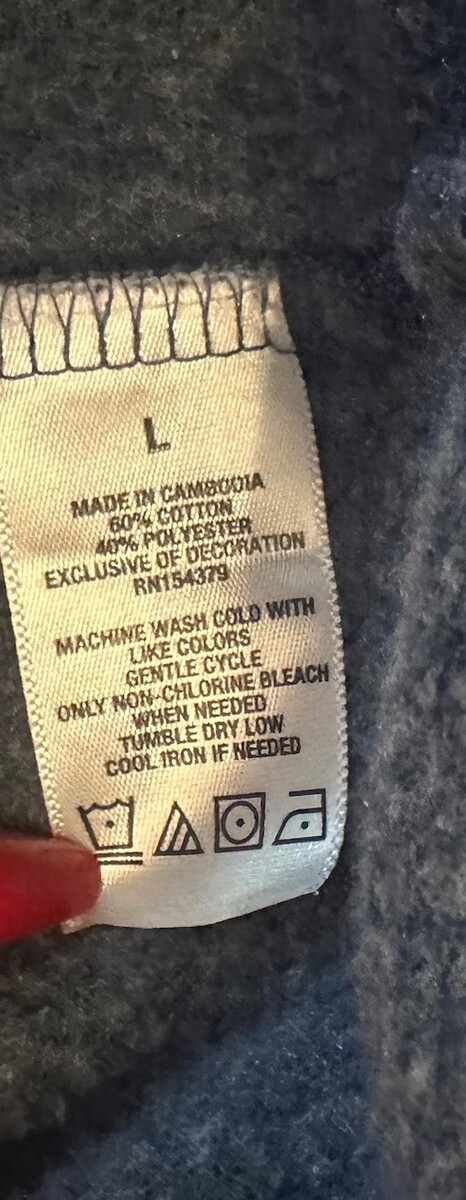 L
MADE IN CAMBODIA
60% COTTON
40% POLYESTER
EXCLUSIVE OF DECORATION
RN154379
MACHINE WASH COLD WITH
LIKE COLORS
GENTLE CYCLE
ONLY NON-CHLORINE BLEACH
WHEN NEEDED
TUMBLE DRY LOW
COOL IRON IF NEEDED